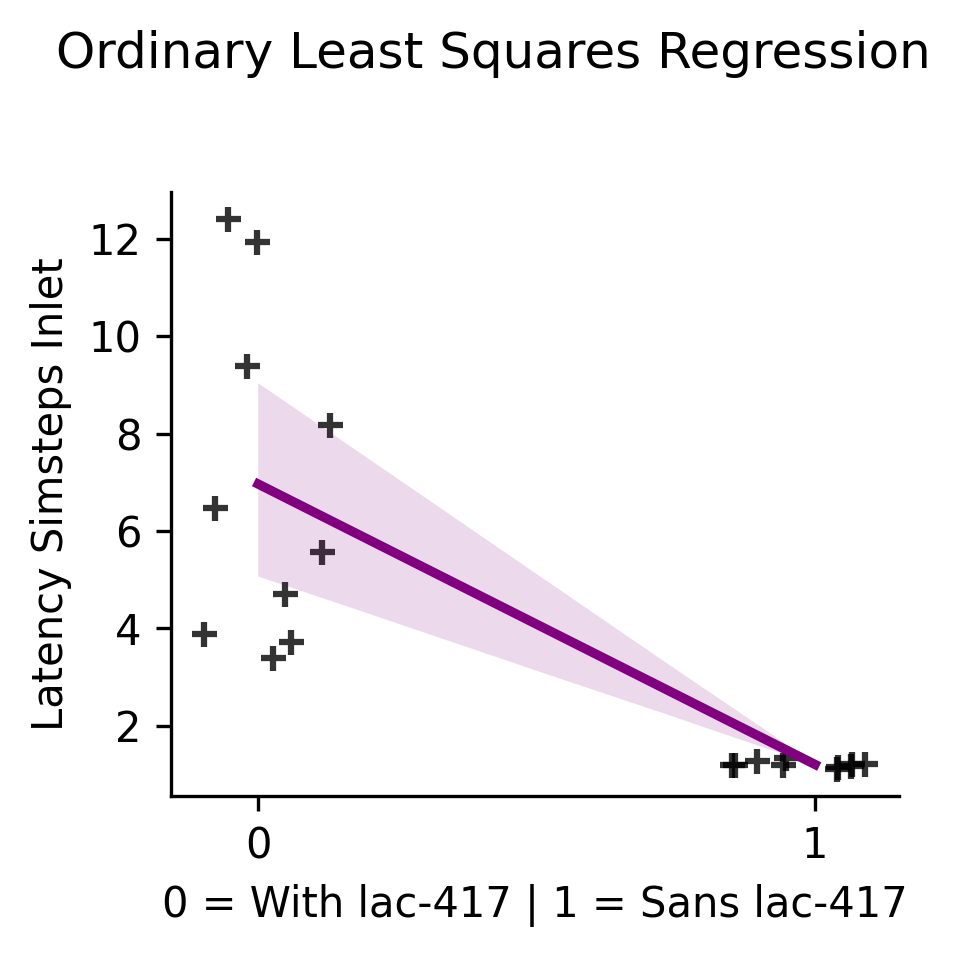 Ordinary Least Squares Regression
Latency Simsteps Inlet
12
10
8
6
4
2
0
1
0 = With lac-417 | 1 = Sans lac-417